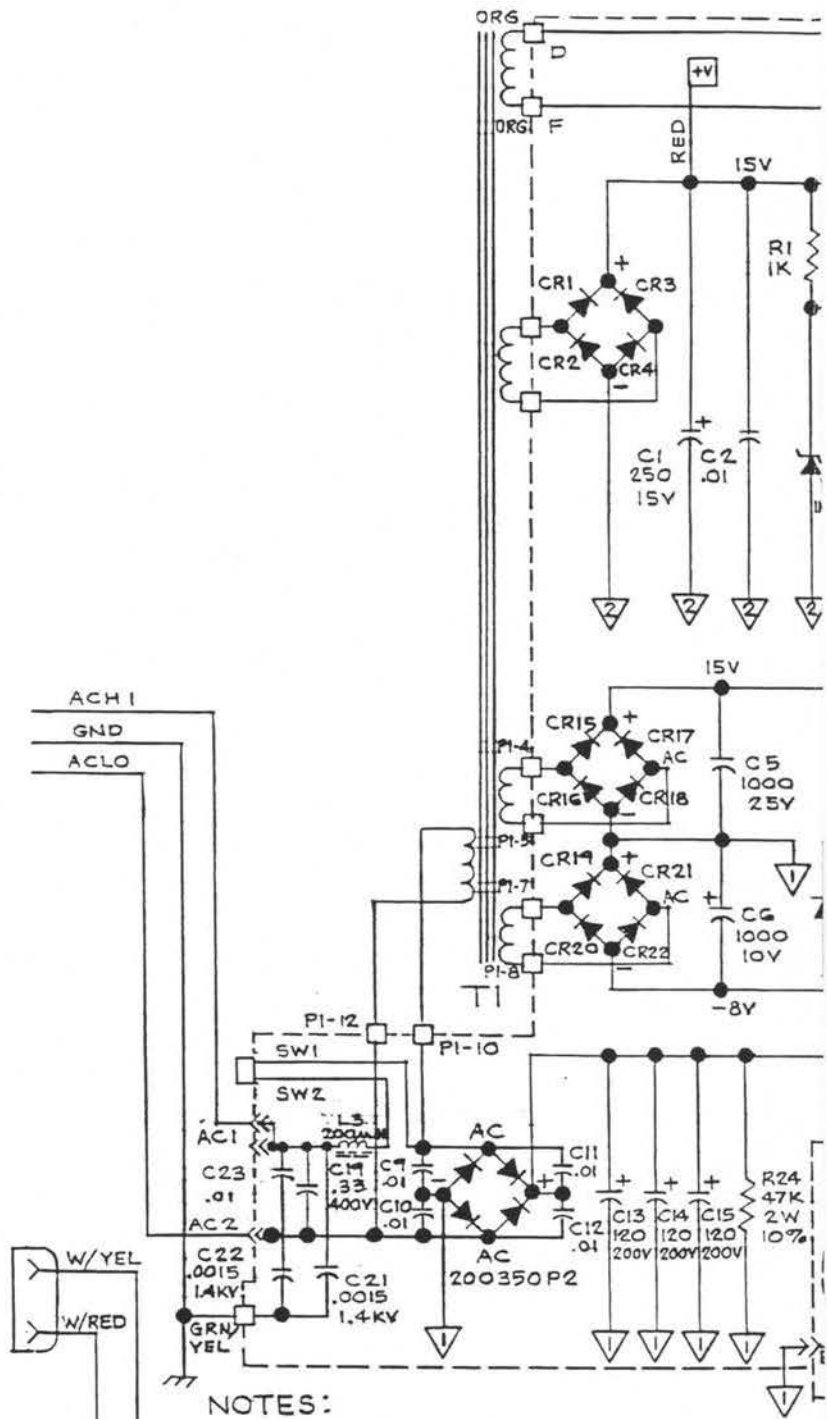 ORG
D
+V
ORG
F
RED
15V
R1
1K
+
CR1
CR3
CR2
CR4
-
+
C1
250
15V
C2
.01
2
2
2
2
15V
ACH1
GND
ACLO
CR15
+
CR17
P1-4
AC
C5
1000
25V
CR16
CR18
-
P1-5
CR19
+
CR21
1
P1-7
AC
+
C6
1000
10V
CR20
CR22
-
P1-8
T1
-8V
P1-12
P1-10
SW1
SW2
L3
AC1
AC
C23
.01
C19
.33
400V
C9
.01
-
+
C11
.01
C10
.01
C12
.01
AC2
AC
200350P2
+
C13
120
200V
+
C14
120
200V
+
C15
120
200V
R24
47K
2W
10%
W/YEL
C22
.0015
1.4KV
C21
.0015
1.4KV
W/RED
GRN/
YEL
1
1
1
1
1
1
NOTES: